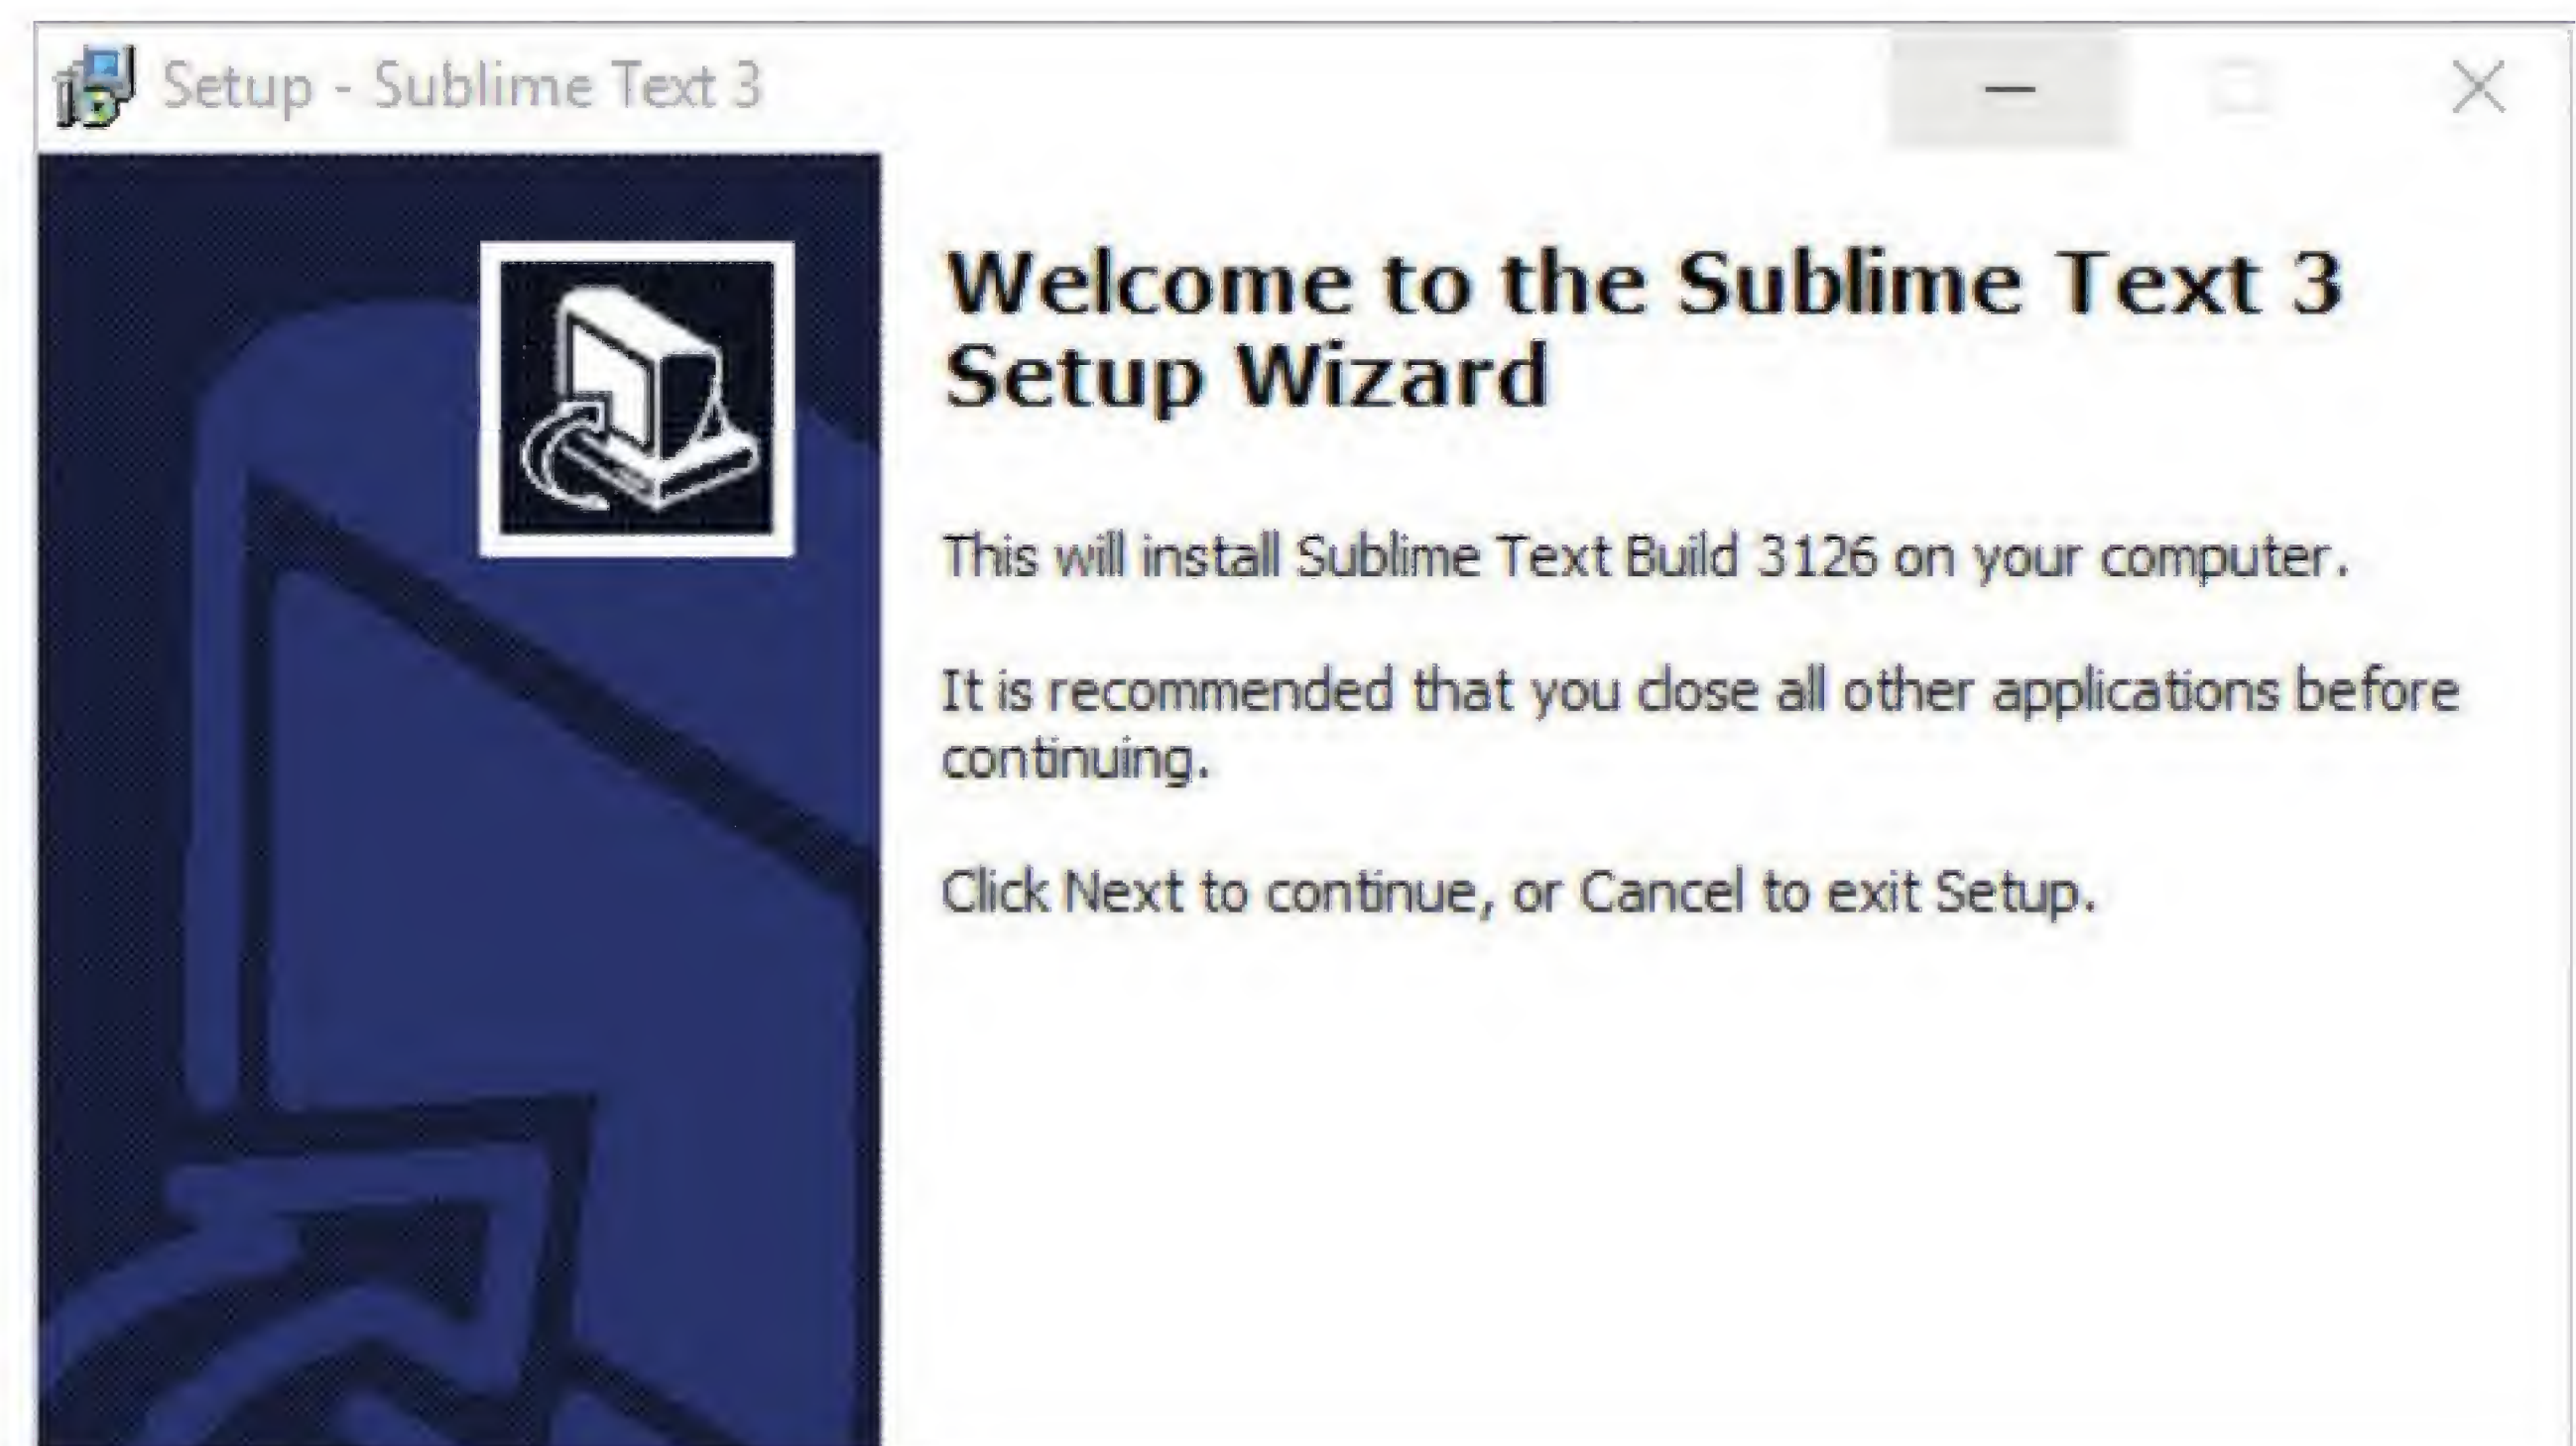 Setup - Sublime Text 3
Welcome to the Sublime Text 3
Setup Wizard
This will install Sublime Text Build 3126 on your computer.
It is recommended that you close all other applications before
continuing.
Click Next to continue, or Cancel to exit Setup.